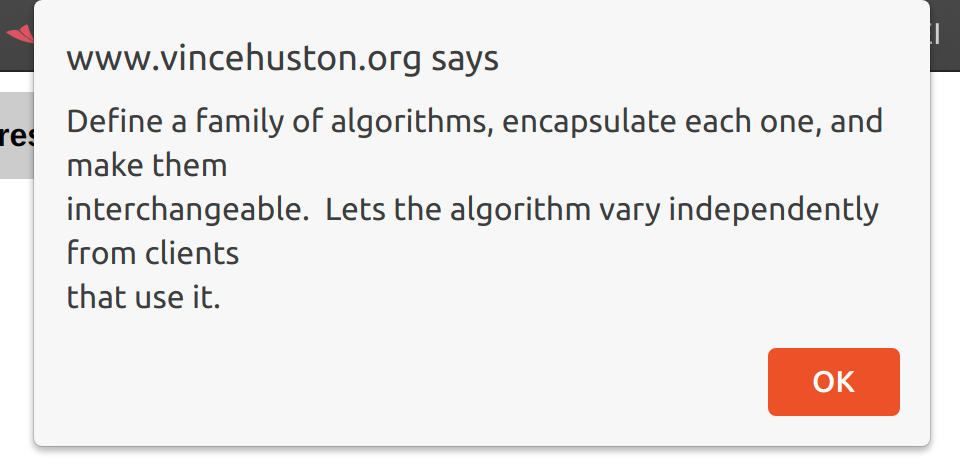 www.vincehuston.org says
Define a family of algorithms, encapsulate each one, and
make them
interchangeable.  Lets the algorithm vary independently
from clients
that use it.
OK